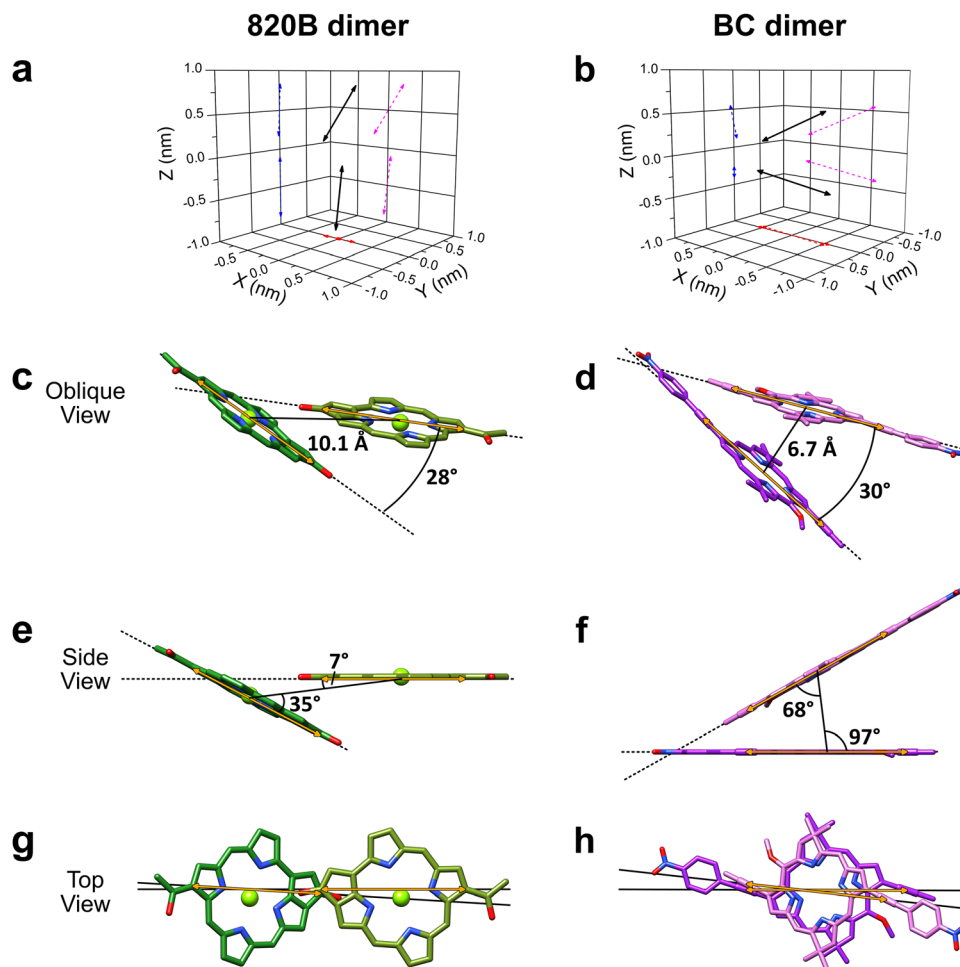 820B dimer
BC dimer
a
b
1.0
0.5
0.0
-0.5
-1.0
Z (nm)
0.5
0.0
0.5
1.0
X (nm)
-1.0
-0.5
0.0
0.5
1.0
Y (nm)
1.0
0.5
0.0
-0.5
-1.0
Z (nm)
0.5
0.0
0.5
1.0
X (nm)
1.0
0.5
0.0
-0.5
-1.0
Y (nm)
c
Oblique
View
10.1 Å
28°
d
6.7 Å
30°
e
Side
View
7°
35°
f
68°
97°
g
Top
View
h